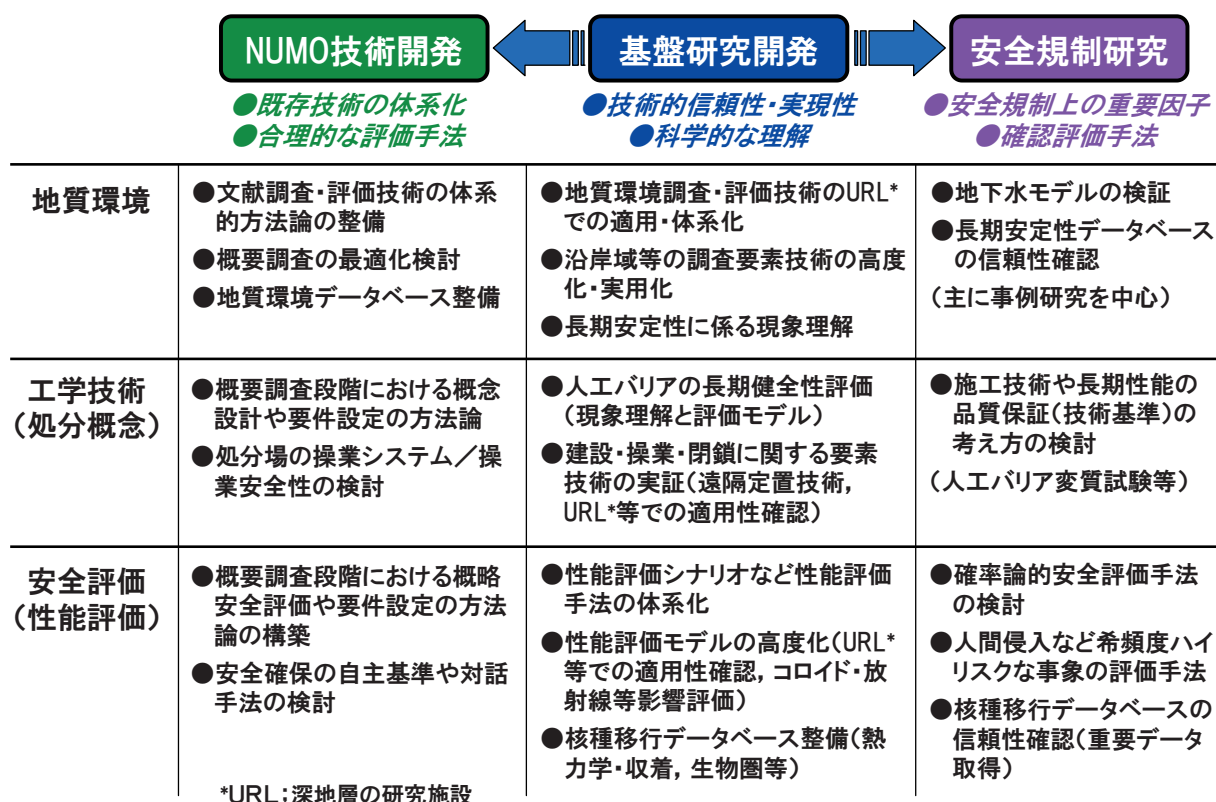 NUMO技術開発
基盤研究開発
安全規制研究
●既存技術の体系化
●合理的な評価手法
●技術的信頼性・実現性
●科学的な理解
●安全規制上の重要因子
●確認評価手法
地質環境
●文献調査・評価技術の体系
的方法論の整備
●概要調査の最適化検討
●地質環境データベース整備
●地質環境調査・評価技術のURL*
での適用・体系化
●沿岸域等の調査要素技術の高度
化・実用化
●長期安定性に係る現象理解
●地下水モデルの検証
●長期安定性データベース
の信頼性確認
（主に事例研究を中心）
工学技術
（処分概念）
●概要調査段階における概念
設計や要件設定の方法論
●処分場の操業システム／操
業安全性の検討
●人工バリアの長期健全性評価
（現象理解と評価モデル）
●建設・操業・閉鎖に関する要素
技術の実証（遠隔定置技術，
URL*等での適用性確認）
●施工技術や長期性能の
品質保証（技術基準）の
考え方の検討
（人工バリア変質試験等）
安全評価
（性能評価）
●概要調査段階における概略
安全評価や要件設定の方法
論の構築
●安全確保の自主基準や対話
手法の検討
●性能評価シナリオなど性能評価
手法の体系化
●性能評価モデルの高度化（URL*
等での適用性確認，コロイド・放
射線等影響評価）
●核種移行データベース整備（熱
力学・収着，生物圏等）
●確率論的安全評価手法
の検討
●人間侵入など希頻度ハイ
リスクな事象の評価手法
●核種移行データベースの
信頼性確認（重要データ
取得）
*URL；深地層の研究施設